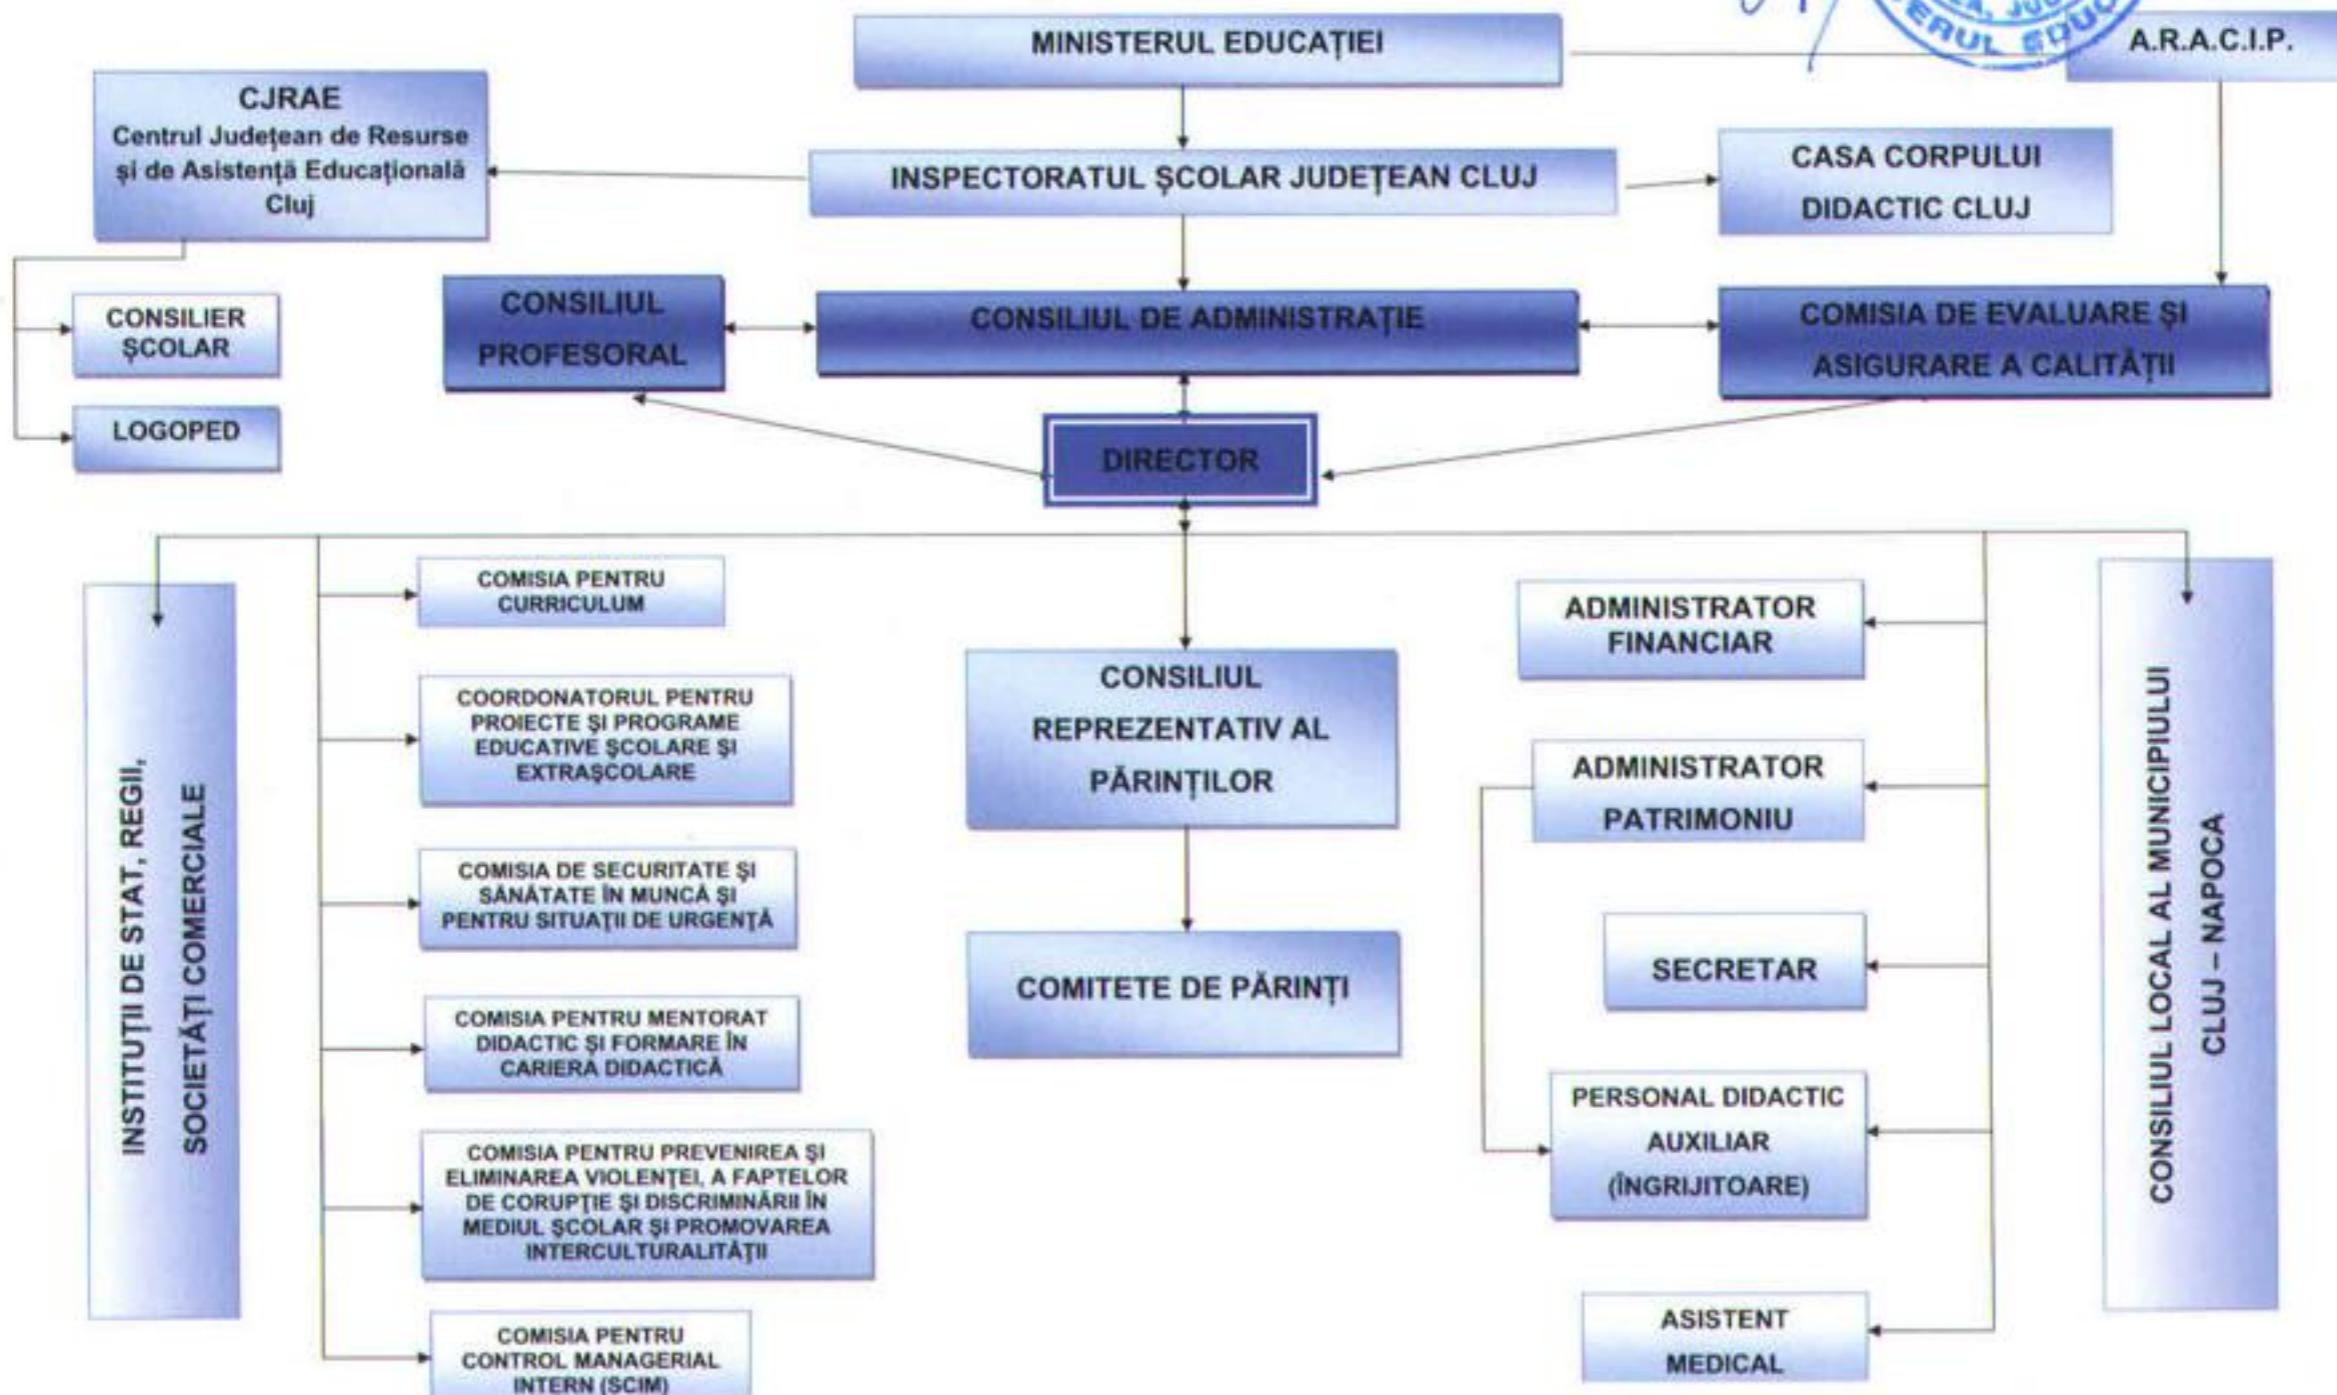 MINISTERUL EDUCAȚIEI
A.R.A.C.I.P.
CJRAE
Centrul Județean de Resurse
și de Asistență Educațională
Cluj
INSPECTORATUL ȘCOLAR JUDEȚEAN CLUJ
CASA CORPULUI
DIDACTIC CLUJ
CONSILIER
ȘCOLAR
LOGOPED
CONSILIUL
PROFESORAL
CONSILIUL DE ADMINISTRAȚIE
COMISIA DE EVALUARE ȘI
ASIGURARE A CALITĂȚII
DIRECTOR
INSTITUȚII DE STAT, REGII,
SOCIETĂȚI COMERCIALE
COMISIA PENTRU
CURRICULUM
COORDONATORUL PENTRU
PROIECTE ȘI PROGRAME
EDUCATIVE ȘCOLARE ȘI
EXTRAȘCOLARE
COMISIA DE SECURITATE ȘI
SĂNĂTATE ÎN MUNCĂ ȘI
PENTRU SITUAȚII DE URGENȚĂ
COMISIA PENTRU MENTORAT
DIDACTIC ȘI FORMARE ÎN
CARIERA DIDACTICĂ
COMISIA PENTRU PREVENIREA ȘI
ELIMINAREA VIOLENȚEI, A FAPTELOR
DE CORUPȚIE ȘI DISCRIMINĂRII ÎN
MEDIUL ȘCOLAR ȘI PROMOVAREA
INTERCULTURALITĂȚII
COMISIA PENTRU
CONTROL MANAGERIAL
INTERN (SCIM)
CONSILIUL
REPREZENTATIV AL
PĂRINȚILOR
COMITETE DE PĂRINȚI
ADMINISTRATOR
FINANCIAR
ADMINISTRATOR
PATRIMONIU
SECRETAR
PERSONAL DIDACTIC
AUXILIAR
(ÎNGRIJITOARE)
ASISTENT
MEDICAL
CONSILIUL LOCAL AL MUNICIPIULUI
CLUJ – NAPOCA